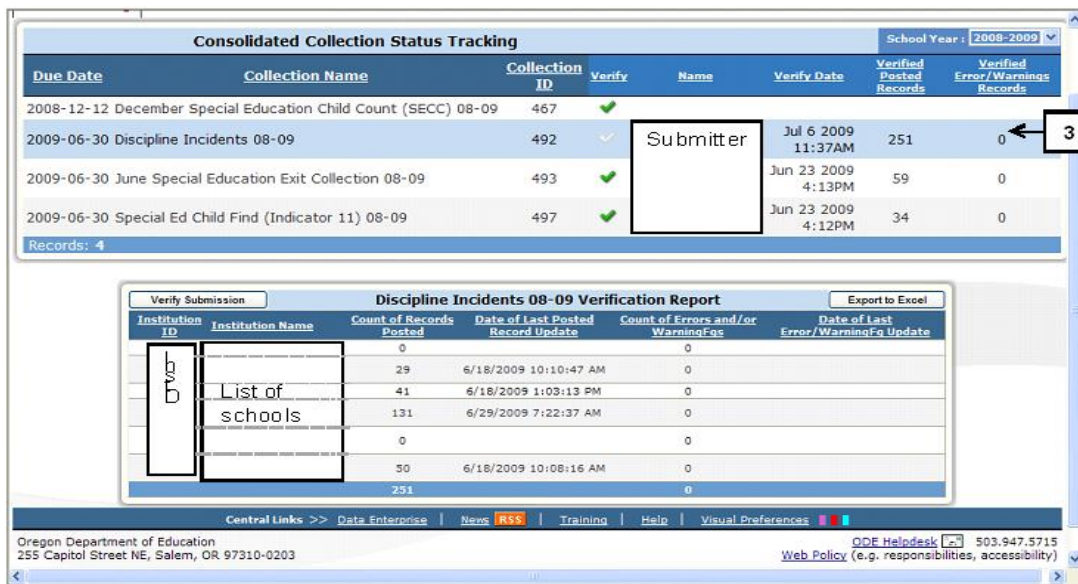 Consolidated Collection Status Tracking School Year : 2008-2009
Due Date Collection Name Collection ID Verify Name Verify Date Verified Posted Records Verified Error/Warnings Records
2008-12-12 December Special Education Child Count (SECC) 08-09 467
2009-06-30 Discipline Incidents 08-09 492 Submitter Jul 6 2009 11:37AM 251 0 3
2009-06-30 June Special Education Exit Collection 08-09 493 Jun 23 2009 4:13PM 59 0
2009-06-30 Special Ed Child Find (Indicator 11) 08-09 497 Jun 23 2009 4:12PM 34 0
Records: 4
Verify Submission Discipline Incidents 08-09 Verification Report Export to Excel
Institution ID Institution Name Count of Records Posted Date of Last Posted Record Update Count of Errors and/or WarningFqs Date of Last Error/WarningFq Update
0 0
29 6/18/2009 10:10:47 AM 0
List of schools
41 6/18/2009 1:03:13 PM 0
131 6/29/2009 7:22:37 AM 0
0 0
50 6/18/2009 10:08:16 AM 0
251 0
Central Links >> Data Enterprise | News RSS | Training | Help | Visual Preferences
Oregon Department of Education ODE Helpdesk 503.947.5715
255 Capitol Street NE, Salem, OR 97310-0203 Web Policy (e.g. responsibilities, accessibility)